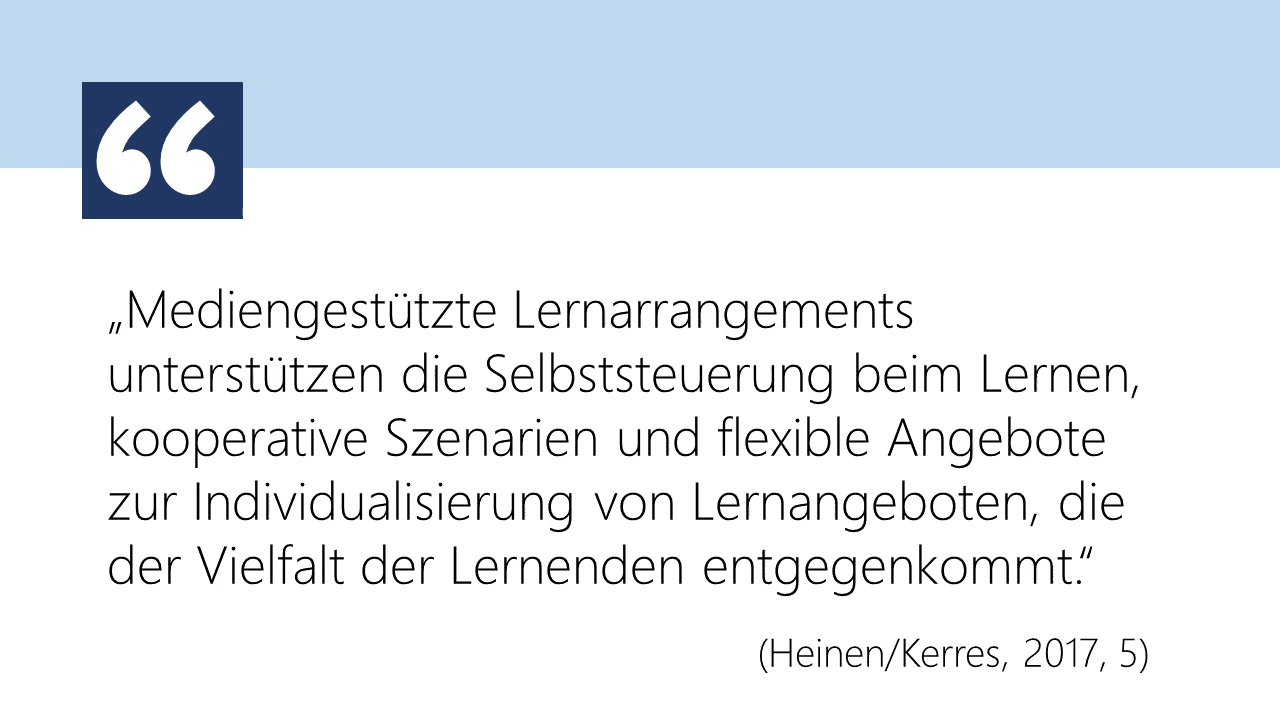 „Mediengestützte Lernarrangements
unterstützen die Selbststeuerung beim Lernen,
kooperative Szenarien und flexible Angebote
zur Individualisierung von Lernangeboten, die
der Vielfalt der Lernenden entgegenkommt.“
(Heinen/Kerres, 2017, 5)